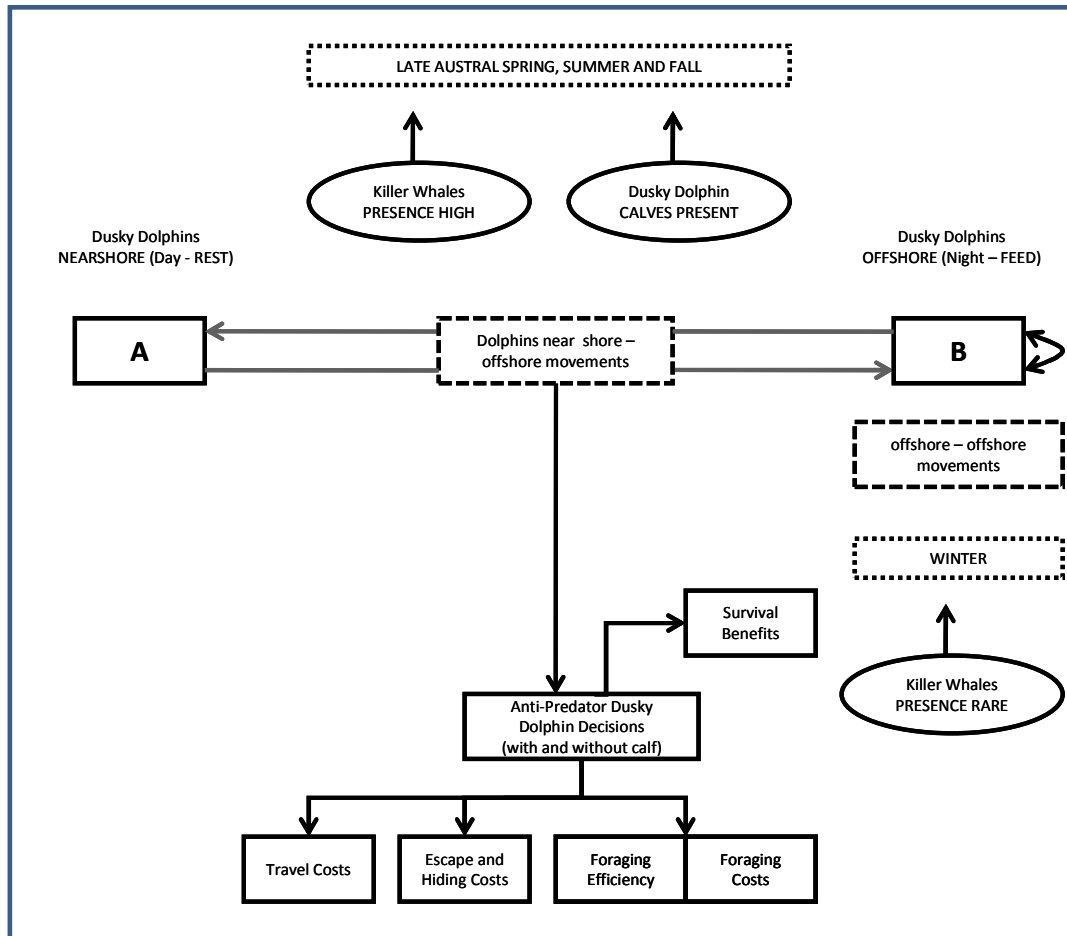 LATE AUSTRAL SPRING, SUMMER AND FALL
Killer Whales
PRESENCE HIGH
Dusky Dolphin
CALVES PRESENT
Dusky Dolphins
NEARSHORE (Day - REST)
Dusky Dolphins
OFFSHORE (Night – FEED)
A
Dolphins near shore –
offshore movements
B
offshore – offshore
movements
WINTER
Survival
Benefits
Killer Whales
PRESENCE RARE
Anti-Predator Dusky
Dolphin Decisions
(with and without calf)
Travel Costs
Escape and
Hiding Costs
Foraging
Efficiency
Foraging
Costs